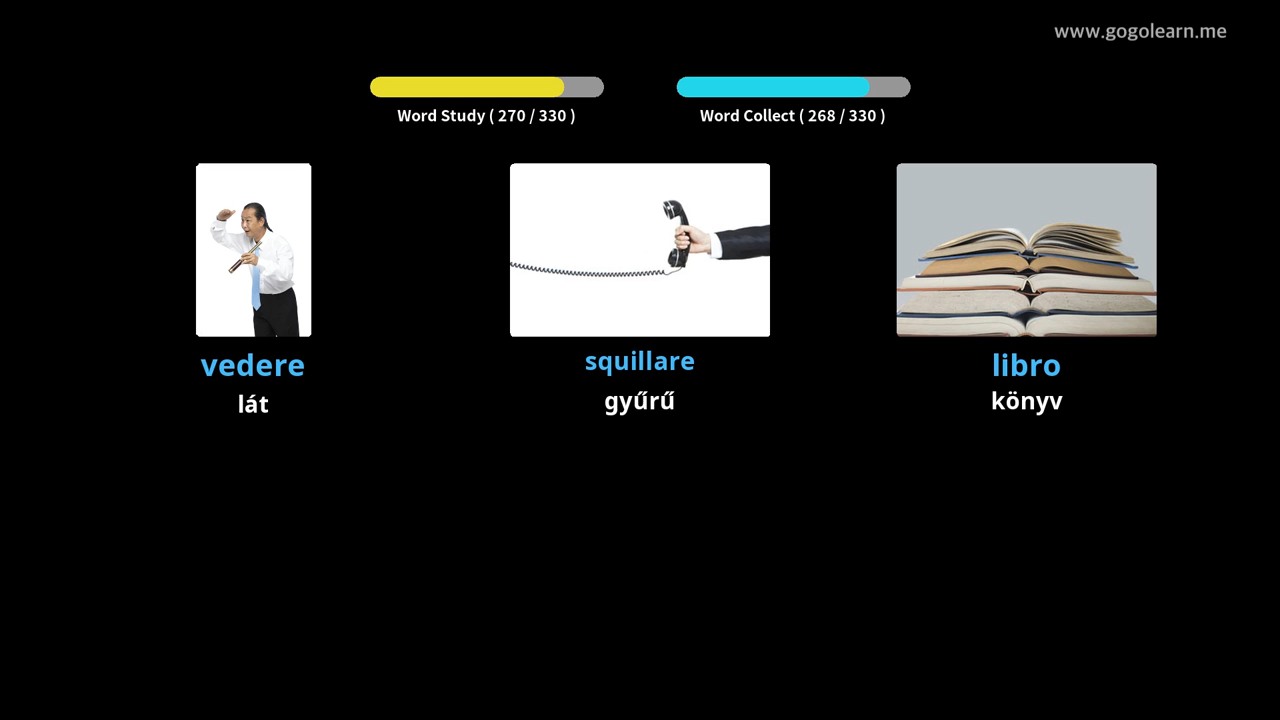 www.gogolearn.me
Word Study ( 270 / 330 )
Word Collect ( 268 / 330 )
vedere
squillare
libro
lát
gyűrű
könyv